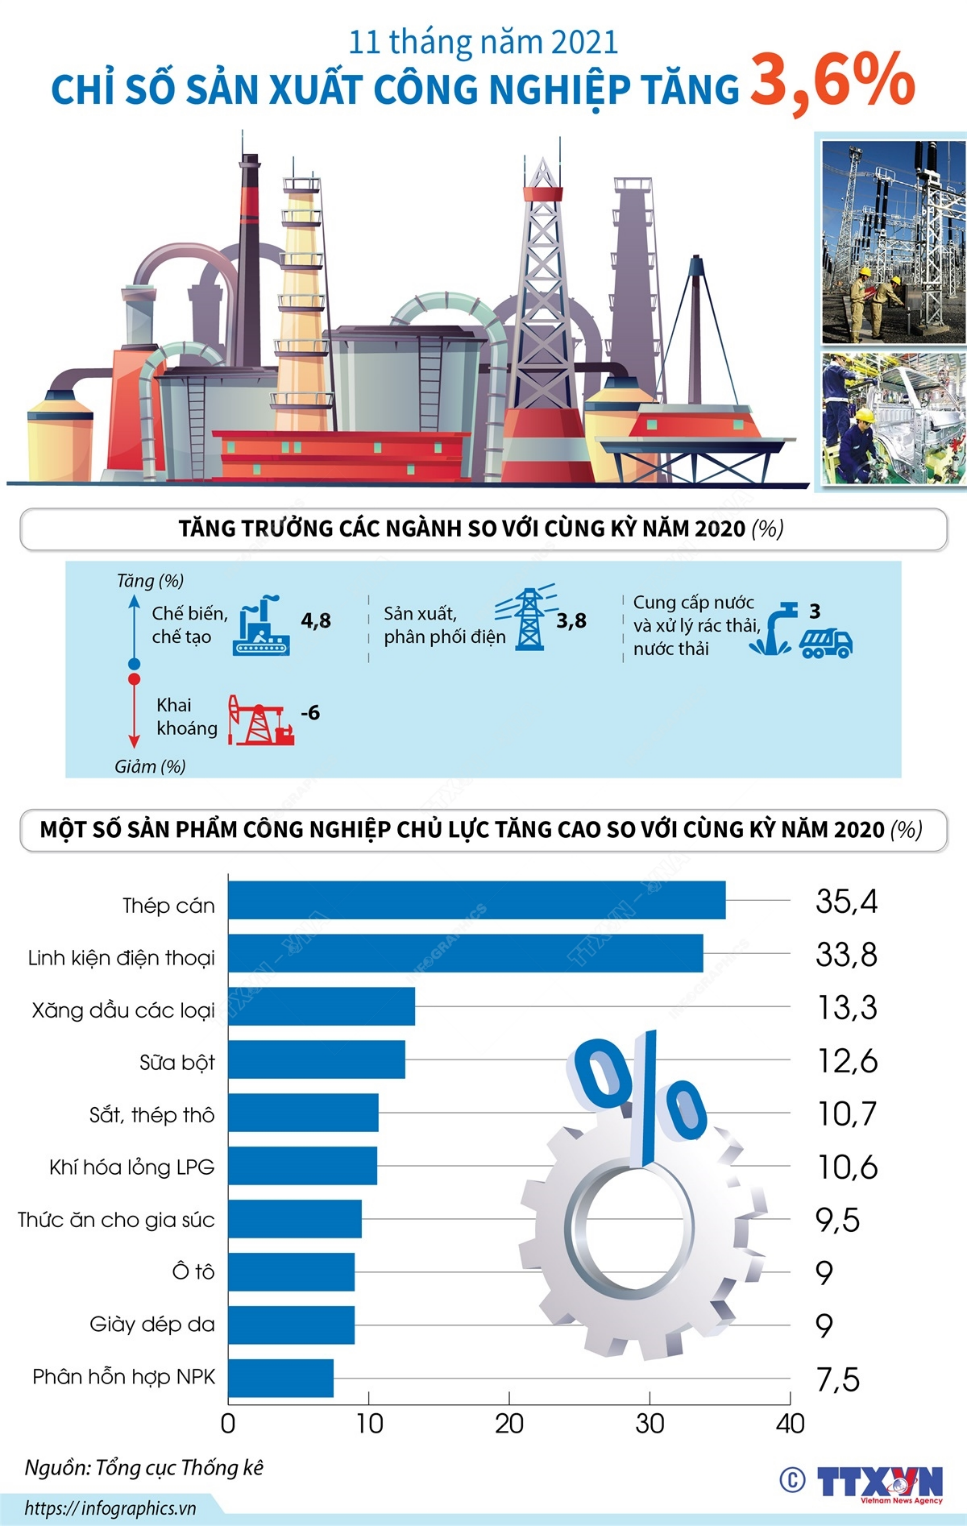 11 tháng năm 2021
CHỈ SỐ SẢN XUẤT CÔNG NGHIỆP TĂNG 3,6%
TĂNG TRƯỞNG CÁC NGÀNH SO VỚI CÙNG KỲ NĂM 2020 (%)
Tăng (%)
Chế biến,
chế tạo
4,8
Sản xuất,
phân phối điện
3,8
Cung cấp nước
và xử lý rác thải,
nước thải
3
Khai
khoáng
-6
Giảm (%)
MỘT SỐ SẢN PHẨM CÔNG NGHIỆP CHỦ LỰC TĂNG CAO SO VỚI CÙNG KỲ NĂM 2020 (%)
Thép cán 35,4
Linh kiện điện thoại 33,8
Xăng dầu các loại 13,3
Sữa bột 12,6
Sắt, thép thô 10,7
Khí hóa lỏng LPG 10,6
Thức ăn cho gia súc 9,5
Ô tô 9
Giày dép da 9
Phân hỗn hợp NPK 7,5
0 10 20 30 40
%
Nguồn: Tổng cục Thống kê
© TTXVN
Vietnam News Agency
https://infographics.vn